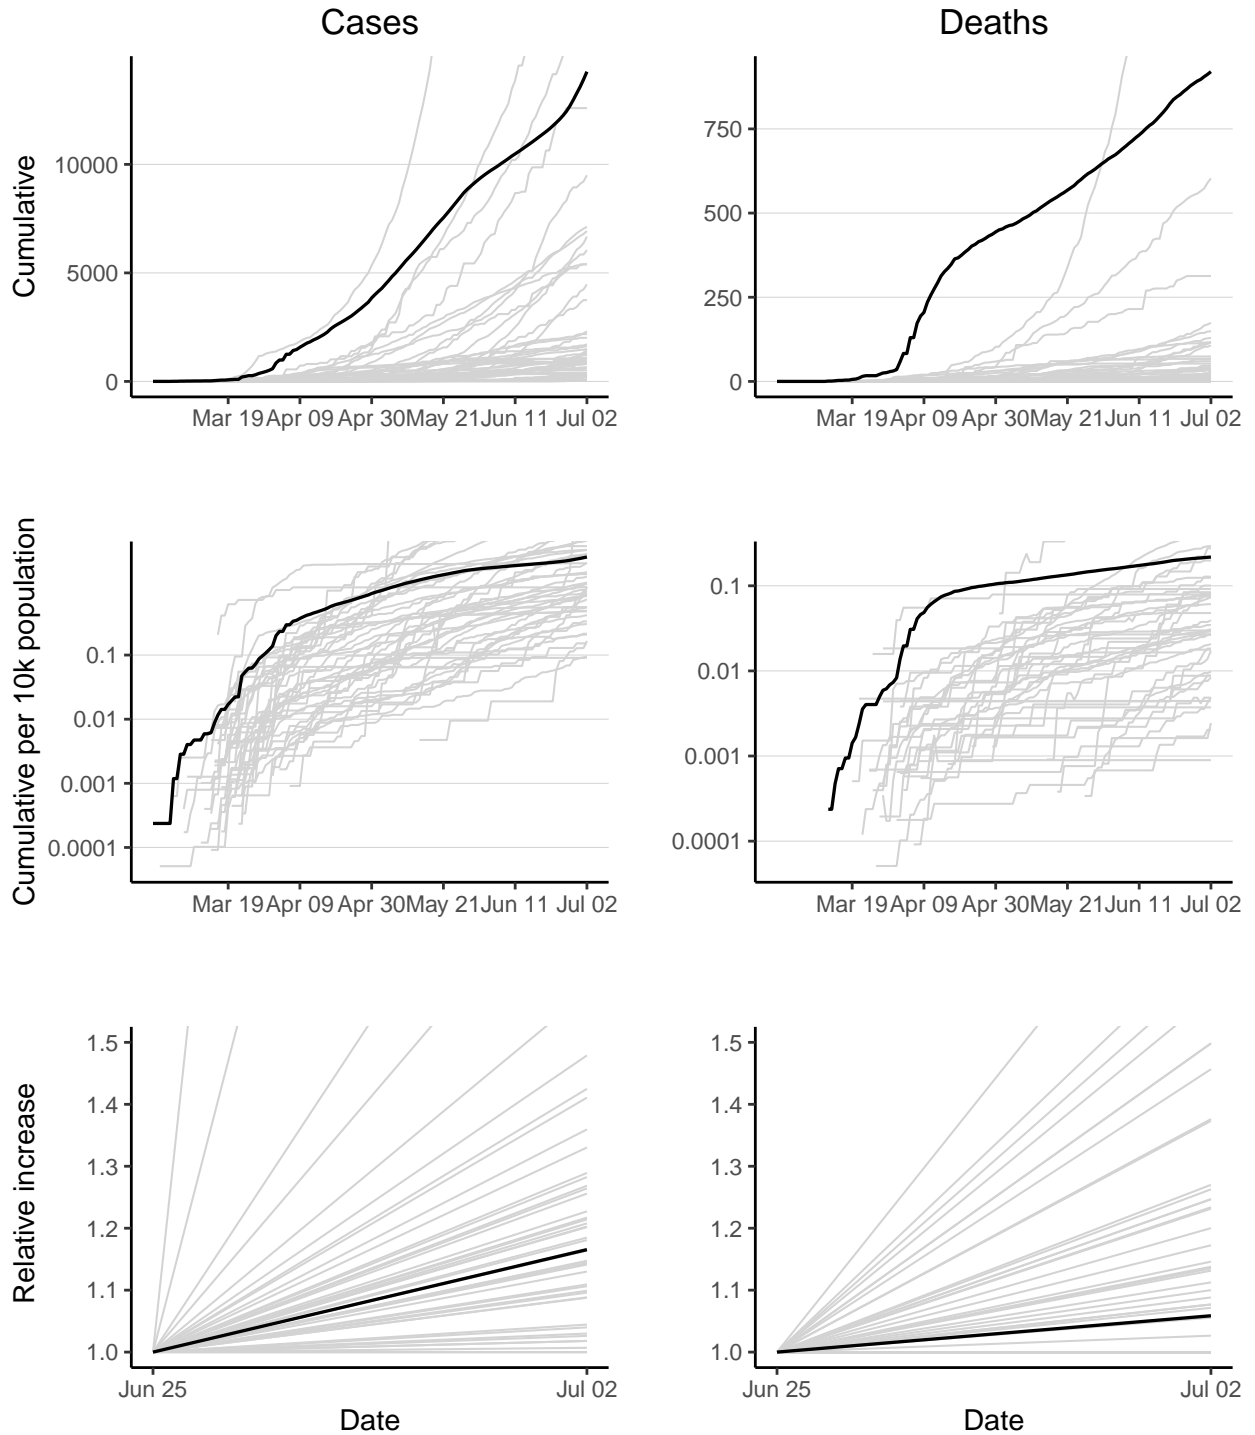 Cases
Deaths
Cumulative
10000
5000
0
Mar 19 Apr 09 Apr 30 May 21 Jun 11 Jul 02
750
500
250
0
Mar 19 Apr 09 Apr 30 May 21 Jun 11 Jul 02
Cumulative per 10k population
0.1
0.01
0.001
0.0001
Mar 19 Apr 09 Apr 30 May 21 Jun 11 Jul 02
0.1
0.01
0.001
0.0001
Mar 19 Apr 09 Apr 30 May 21 Jun 11 Jul 02
Relative increase
1.5
1.4
1.3
1.2
1.1
1.0
Jun 25 Jul 02
Date
1.5
1.4
1.3
1.2
1.1
1.0
Jun 25 Jul 02
Date